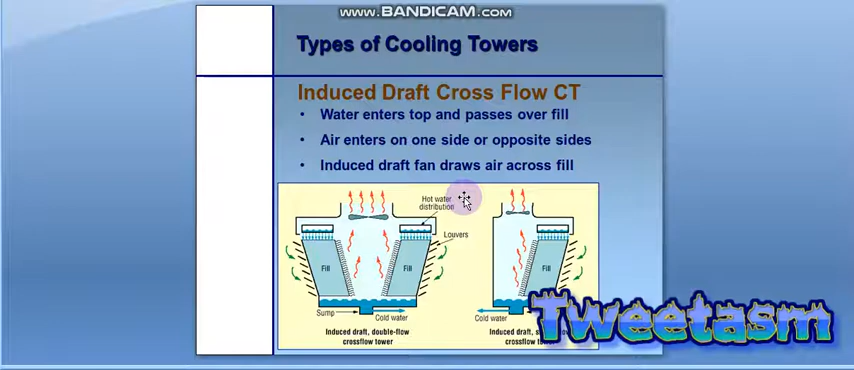 www.BANDICAM.com
Types of Cooling Towers
Induced Draft Cross Flow CT
• Water enters top and passes over fill
• Air enters on one side or opposite sides
• Induced draft fan draws air across fill
Hot water
distribution
Louvers
Fill
Fill
Fill
Sump
Cold water
Cold water
Induced draft, double-flow
crossflow tower
Induced draft,
crossflow
Tweetasm